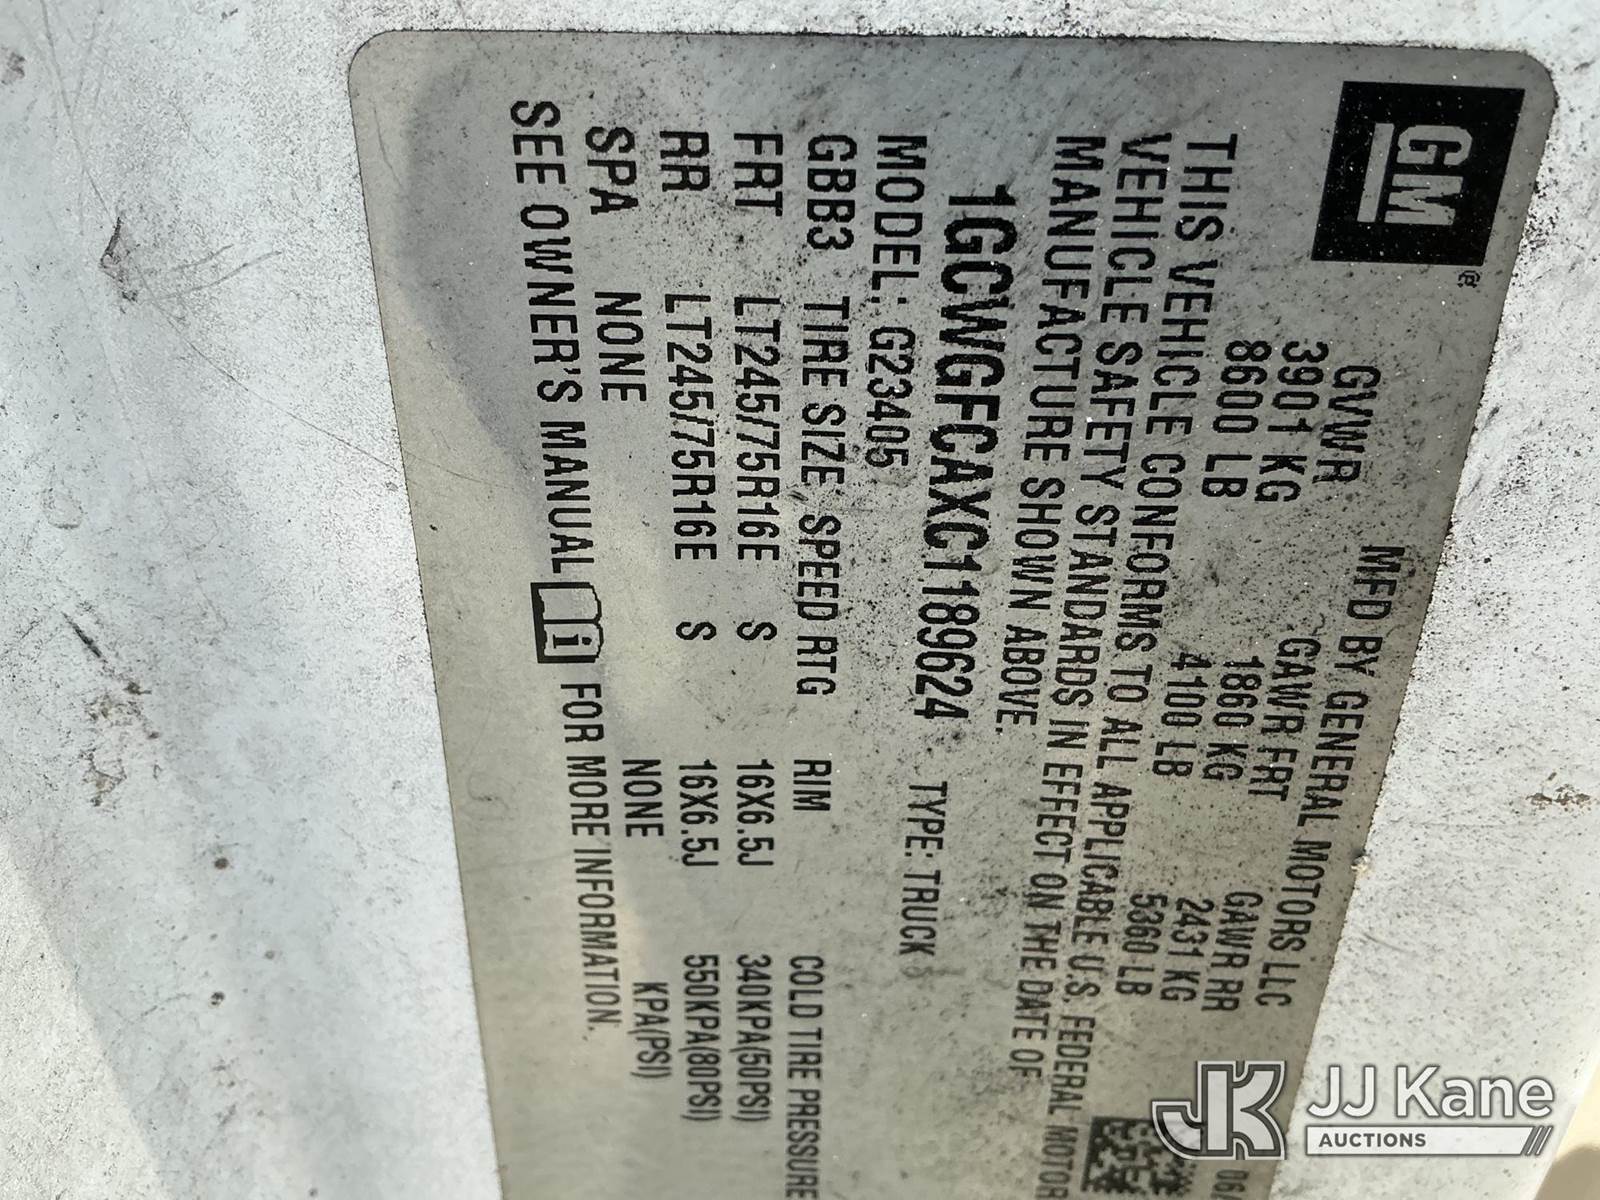 GM
MFD BY GENERAL MOTORS LLC
GVWR GAWR FRT GAWR RR
3901 KG 1860 KG 2431 KG
8600 LB 4100 LB 5360 LB
THIS VEHICLE CONFORMS TO ALL APPLICABLE U.S. FEDERAL MOTOR
VEHICLE SAFETY STANDARDS IN EFFECT ON THE DATE OF
MANUFACTURE SHOWN ABOVE.
1GCWGFCAXC1189624 TYPE: TRUCK
MODEL: G23405
GBB3 TIRE SIZE SPEED RTG RIM COLD TIRE PRESSURE
FRT LT245/75R16E S 16X6.5J 340KPA(50PSI)
RR LT245/75R16E S 16X6.5J 550KPA(80PSI)
SPA NONE NONE KPA(PSI)
SEE OWNER'S MANUAL i FOR MORE INFORMATION.
06/
JK JJ Kane
AUCTIONS